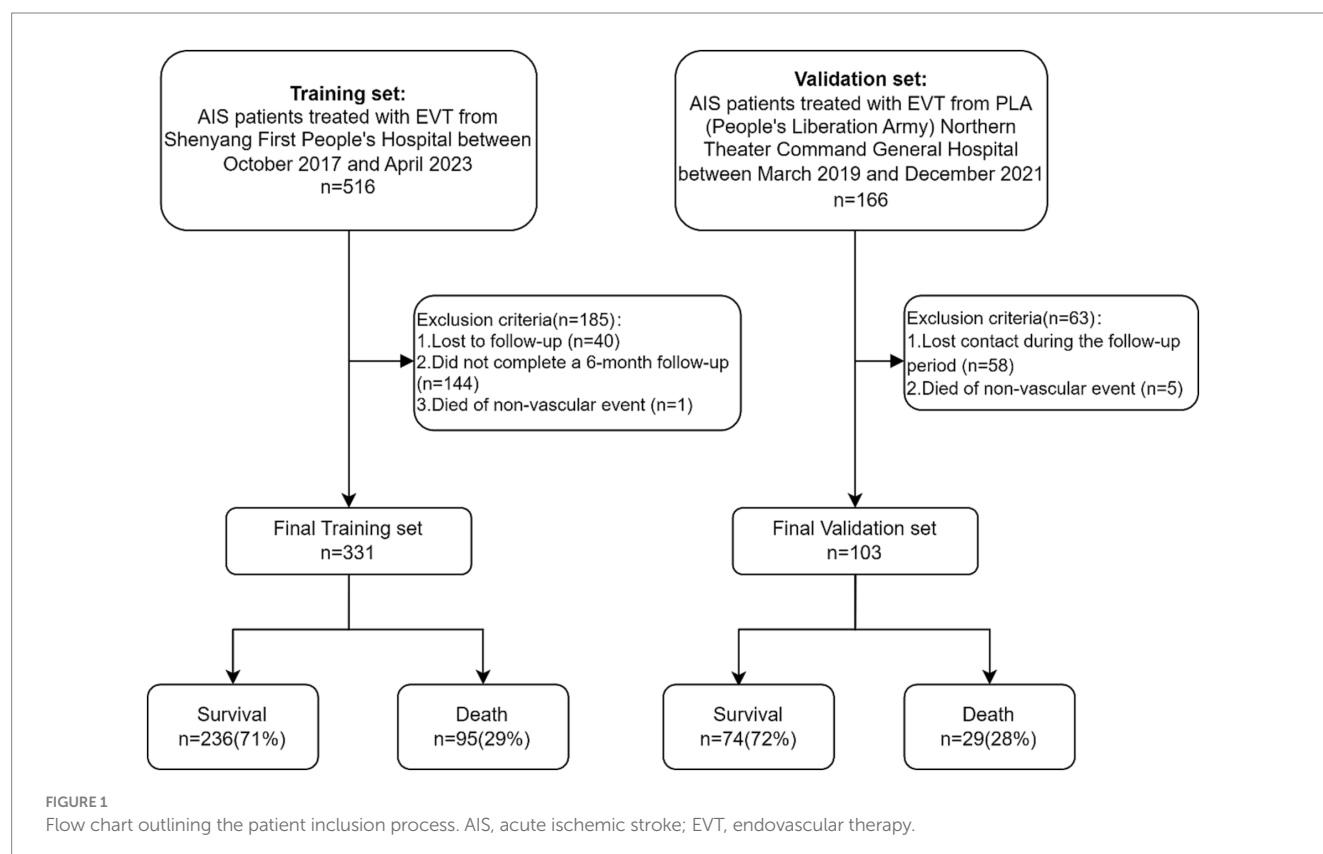 Training set:
AIS patients treated with EVT from
Shenyang First People's Hospital between
October 2017 and April 2023
n=516
Validation set:
AIS patients treated with EVT from PLA
(People's Liberation Army) Northern
Theater Command General Hospital
between March 2019 and December 2021
n=166
Exclusion criteria(n=185):
1.Lost to follow-up (n=40)
2.Did not complete a 6-month follow-up
(n=144)
3.Died of non-vascular event (n=1)
Exclusion criteria(n=63):
1.Lost contact during the follow-up
period (n=58)
2.Died of non-vascular event (n=5)
Final Training set
n=331
Final Validation set
n=103
Survival
n=236(71%)
Death
n=95(29%)
Survival
n=74(72%)
Death
n=29(28%)
FIGURE 1
Flow chart outlining the patient inclusion process. AIS, acute ischemic stroke; EVT, endovascular therapy.